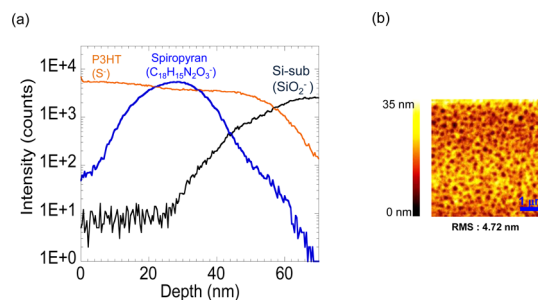 (a)
(b)
P3HT
(S⁻)
Spiropyran
(C₁₈H₁₅N₂O₃⁻)
Si-sub
(SiO₂⁻)
Intensity (counts)
1E+4
1E+3
1E+2
1E+1
1E+0
0
20
40
60
Depth (nm)
35 nm
0 nm
RMS : 4.72 nm